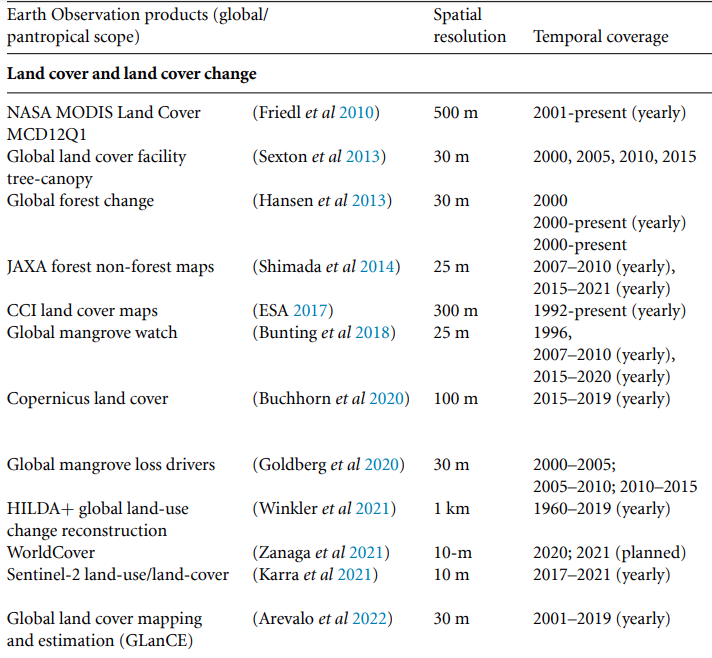 Earth Observation products (global/ Spatial
pantropical scope) resolution Temporal coverage
Land cover and land cover change
NASA MODIS Land Cover (Friedl et al 2010) 500 m 2001-present (yearly)
MCD12Q1
Global land cover facility (Sexton et al 2013) 30 m 2000, 2005, 2010, 2015
tree-canopy
Global forest change (Hansen et al 2013) 30 m 2000
2000-present (yearly)
2000-present
JAXA forest non-forest maps (Shimada et al 2014) 25 m 2007–2010 (yearly),
2015–2021 (yearly)
CCI land cover maps (ESA 2017) 300 m 1992-present (yearly)
Global mangrove watch (Bunting et al 2018) 25 m 1996,
2007–2010 (yearly),
2015–2020 (yearly)
Copernicus land cover (Buchhorn et al 2020) 100 m 2015–2019 (yearly)
Global mangrove loss drivers (Goldberg et al 2020) 30 m 2000–2005;
2005–2010; 2010–2015
HILDA+ global land-use (Winkler et al 2021) 1 km 1960–2019 (yearly)
change reconstruction
WorldCover (Zanaga et al 2021) 10-m 2020; 2021 (planned)
Sentinel-2 land-use/land-cover (Karra et al 2021) 10 m 2017–2021 (yearly)
Global land cover mapping (Arevalo et al 2022) 30 m 2001–2019 (yearly)
and estimation (GLanCE)